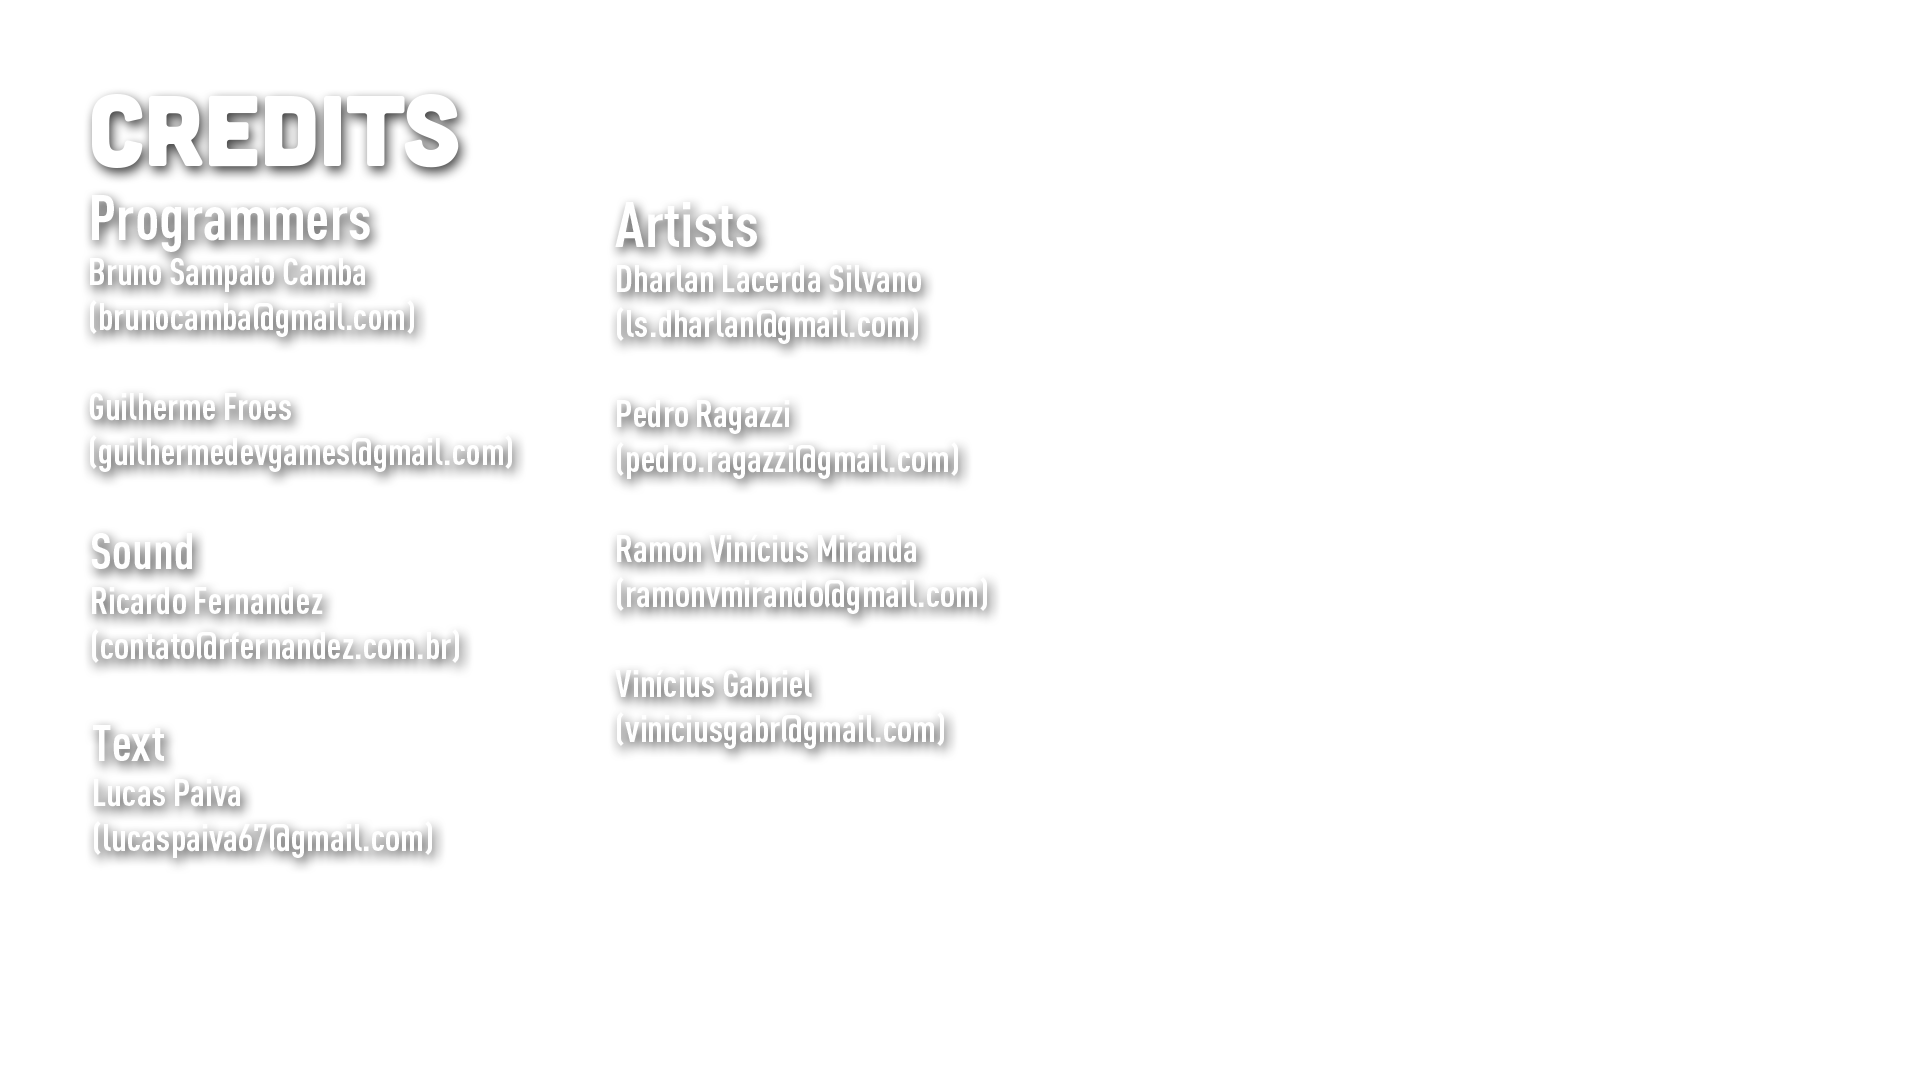 CREDITS
Programmers
Bruno Sampaio Camba
(brunocamba@gmail.com)
Guilherme Froes
(guilhermedevgames@gmail.com)
Sound
Ricardo Fernandez
(contato@rfernandez.com.br)
Text
Lucas Paiva
(lucaspaiva67@gmail.com)
Artists
Dharlan Lacerda Silvano
(ls.dharlan@gmail.com)
Pedro Ragazzi
(pedro.ragazzi@gmail.com)
Ramon Vinícius Miranda
(ramonvmirando@gmail.com)
Vinícius Gabriel
(viniciusgabr@gmail.com)